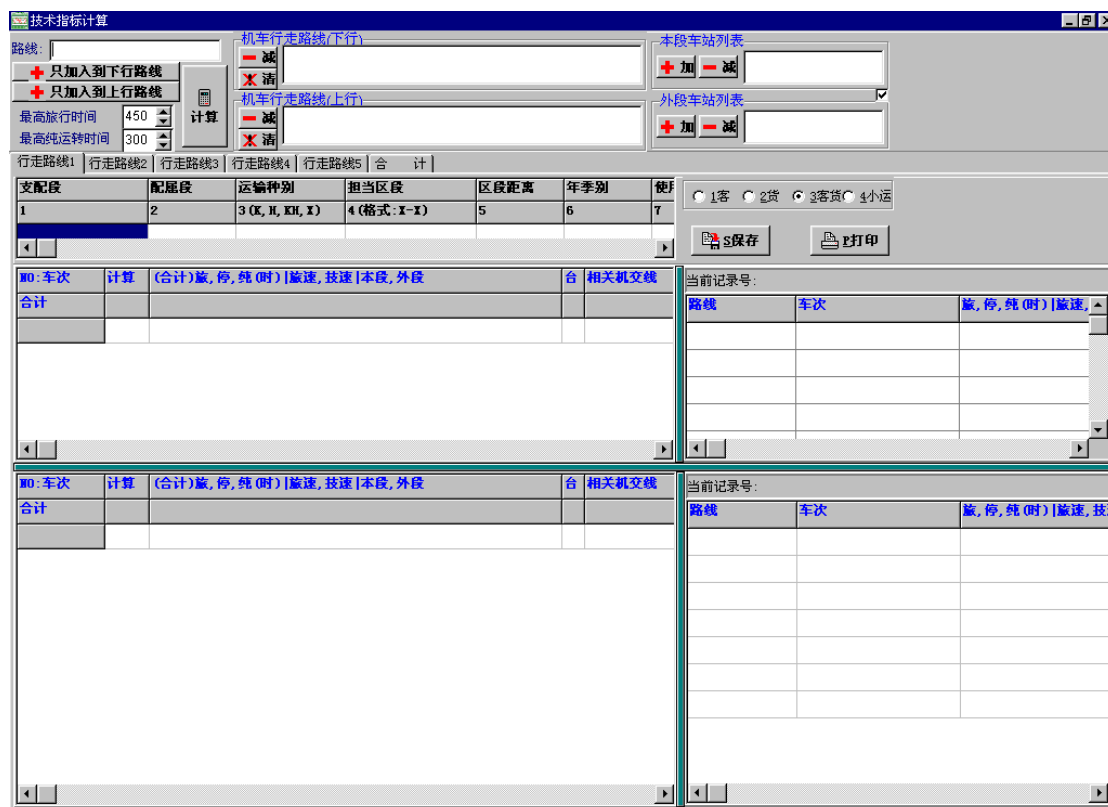 技术指标计算
路线:
只加入到下行路线
只加入到上行路线
最高旅行时间 450
最高纯运转时间 300
计算
机车行走路线(下行)
减
清
机车行走路线(上行)
减
清
本段车站列表
加 减
外段车站列表
加 减
行走路线1 行走路线2 行走路线3 行走路线4 行走路线5 合 计
支配段 配属段 运输种别 担当区段 区段距离 年季别
1 2 3(K, H, KH, X) 4(格式:X-X) 5 6 7
1客 2货 3客货 4小运
S保存 P打印
NO:车次 计算 (合计)旅,停,纯(时)|旅速,技速|本段,外段 台 相关机交线
合计
当前记录号:
路线 车次 旅,停,纯(时)|旅速,
NO:车次 计算 (合计)旅,停,纯(时)|旅速,技速|本段,外段 台 相关机交线
合计
当前记录号:
路线 车次 旅,停,纯(时)|旅速,技